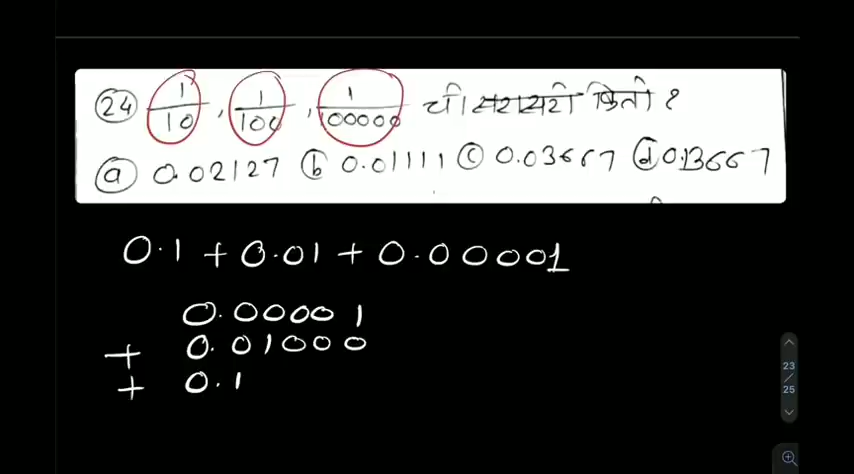 24 1/10 , 1/100 , 1/100000 ची सरासरी किती ?
a 0.02127 b 0.01111 c 0.03667 d 0.13667
0.1 + 0.01 + 0.00001
0.00001
+ 0.01000
+ 0.1
23
/
25